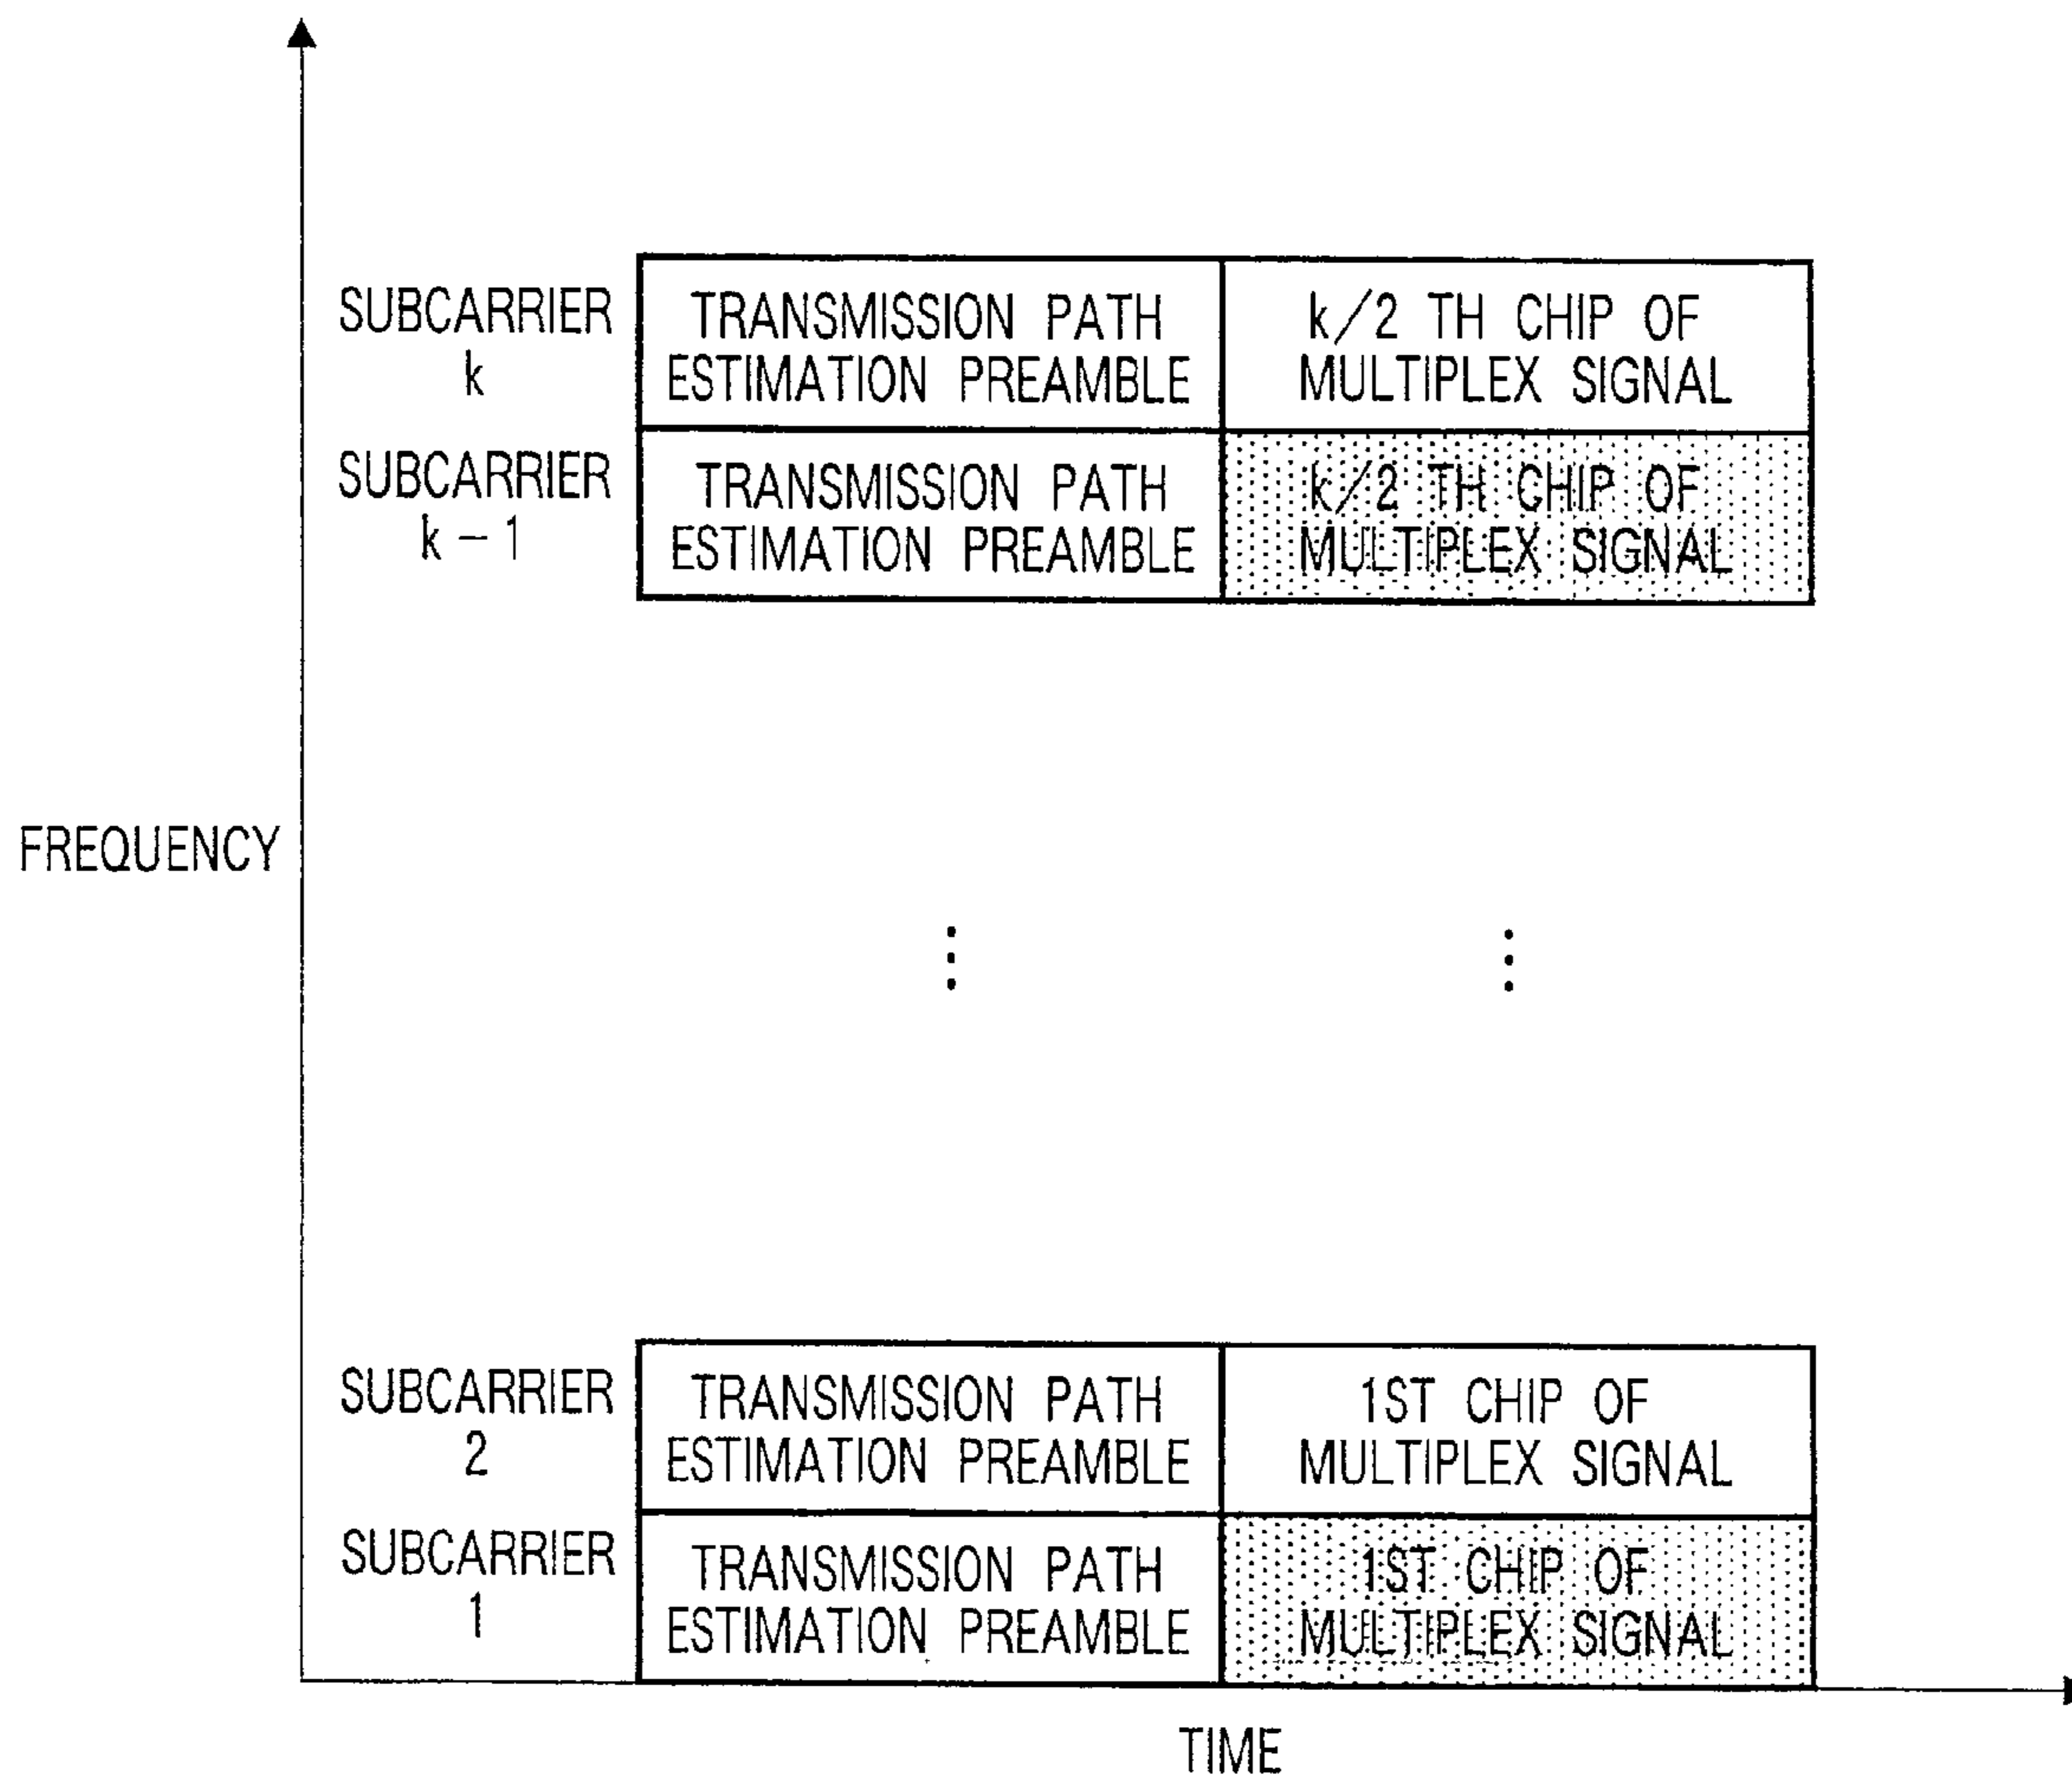 SUBCARRIER
k
TRANSMISSION PATH
ESTIMATION PREAMBLE
k/2 TH CHIP OF
MULTIPLEX SIGNAL
SUBCARRIER
k-1
TRANSMISSION PATH
ESTIMATION PREAMBLE
k/2 TH CHIP OF
MULTIPLEX SIGNAL
FREQUENCY
SUBCARRIER
2
TRANSMISSION PATH
ESTIMATION PREAMBLE
1ST CHIP OF
MULTIPLEX SIGNAL
SUBCARRIER
1
TRANSMISSION PATH
ESTIMATION PREAMBLE
1ST CHIP OF
MULTIPLEX SIGNAL
TIME